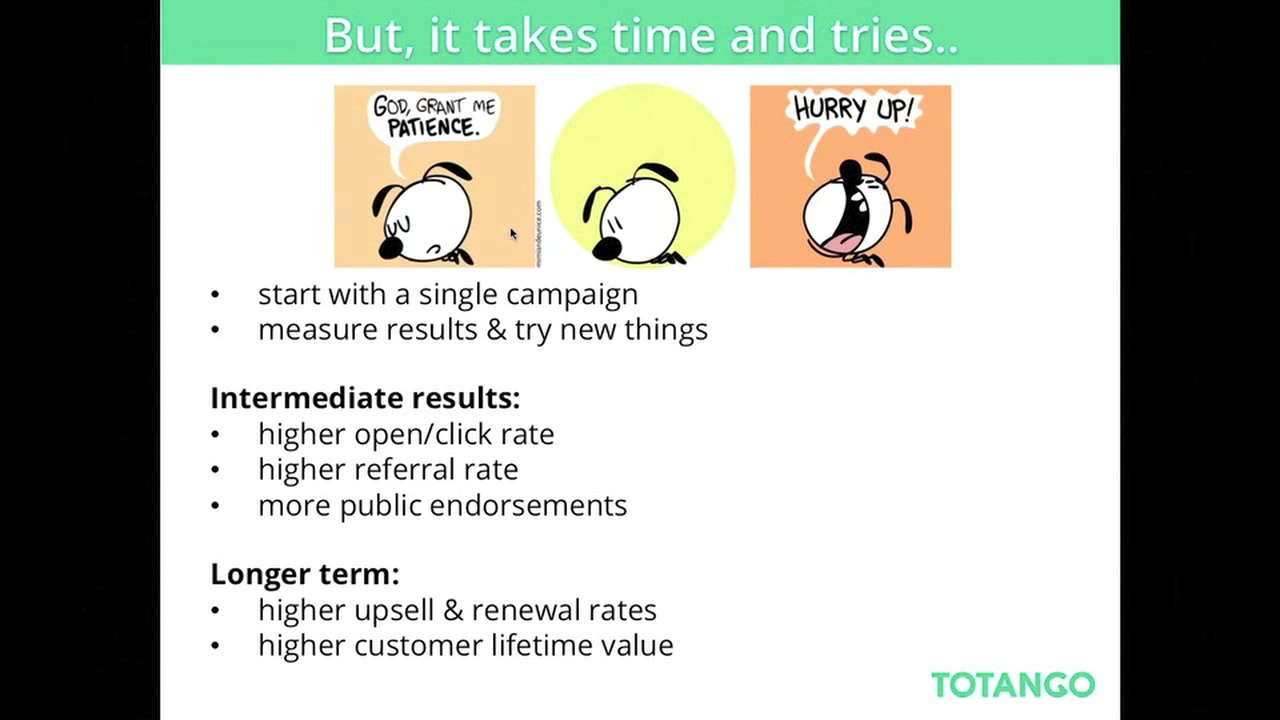 But, it takes time and tries..
GOD, GRANT ME
PATIENCE.
HURRY UP!
mimiandeunice.com
• start with a single campaign
• measure results & try new things
Intermediate results:
• higher open/click rate
• higher referral rate
• more public endorsements
Longer term:
• higher upsell & renewal rates
• higher customer lifetime value
TOTANGO